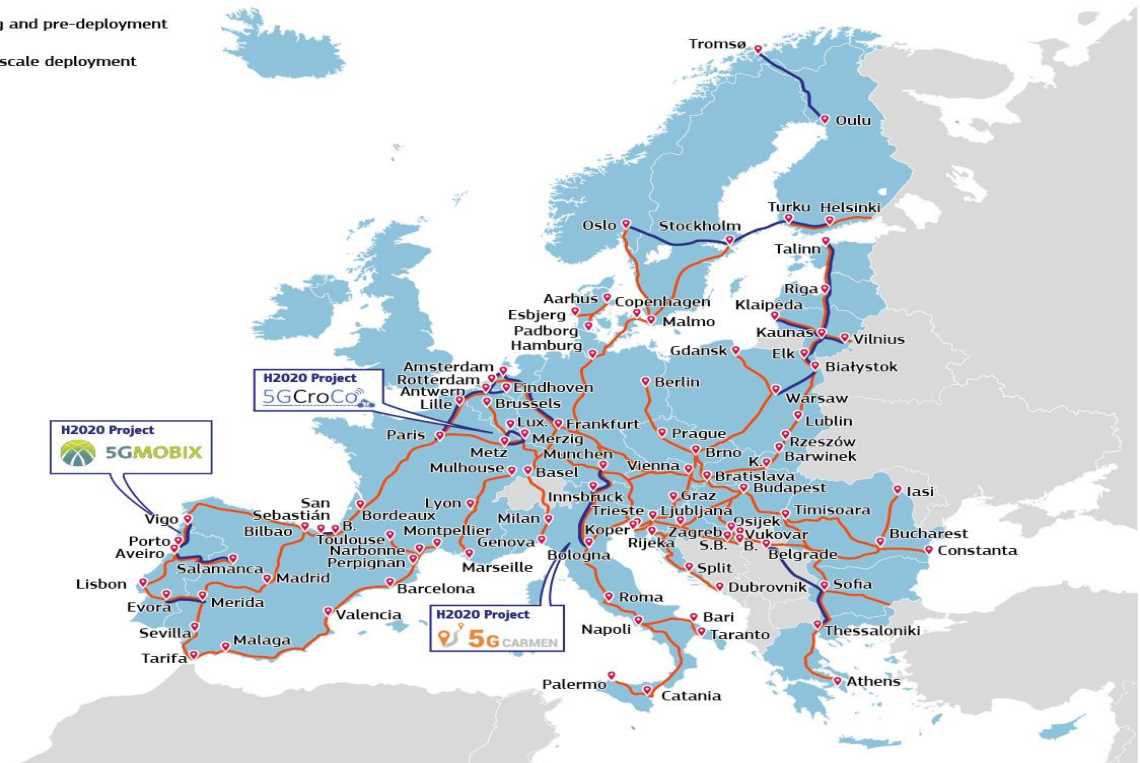 g and pre-deployment
scale deployment
Tromsø
Oulu
Turku
Helsinki
Oslo
Stockholm
Talinn
Riga
Klaipėda
Kaunas
Vilnius
Aarhus
Copenhagen
Esbjerg
Malmo
Padborg
Hamburg
Gdansk
Elk
Białystok
Amsterdam
Rotterdam
Antwern
Eindhoven
Lille
Brussels
Berlin
Warsaw
H2020 Project
5GCroCo
Lublin
Paris
Lux.
Frankfurt
Merzig
Metz
Prague
Rzeszów
Barwinek
Brno
K.
H2020 Project
5GMOBIX
Munchen
Mulhouse
Basel
Vienna
Bratislava
Budapest
Innsbruck
Graz
Iasi
San
Sebastián
B.
Bilbao
Bordeaux
Lyon
Milan
Trieste
Ljubljana
Timisoara
Vigo
Toulouse
Montpellier
Genova
Koper
Rijeka
Zagreb
Osijek
Vukovar
S.B.
B.
Belgrade
Bucharest
Constanta
Porto
Aveiro
Narbonne
Perpignan
Marseille
Bologna
Salamanca
Madrid
Barcelona
Split
Dubrovnik
Sofia
Lisbon
Evora
Merida
Valencia
Roma
H2020 Project
5G CARMEN
Napoli
Bari
Taranto
Thessaloniki
Sevilla
Malaga
Tarifa
Palermo
Catania
Athens